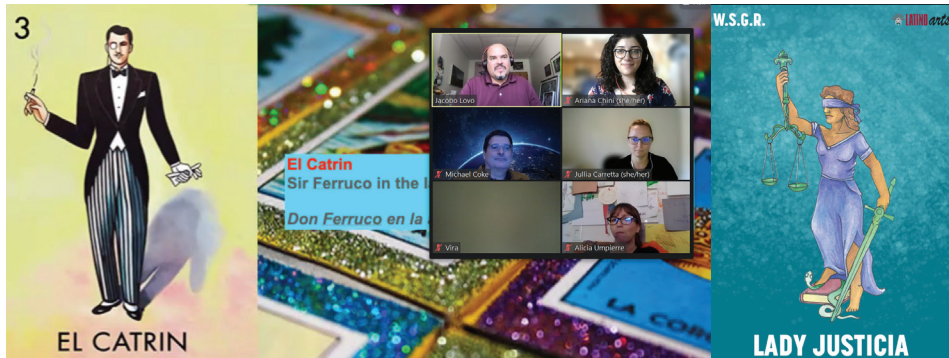 3
EL CATRIN
El Catrin
Sir Ferruco in the
Don Ferruco en la
LA COR
Jacobo Lovo
Ariana Chini (she/her)
Michael Coke
Jullia Carretta (she/her)
Vira
Alicia Umpierre
W.S.G.R.
LATINO arts
LADY JUSTICIA